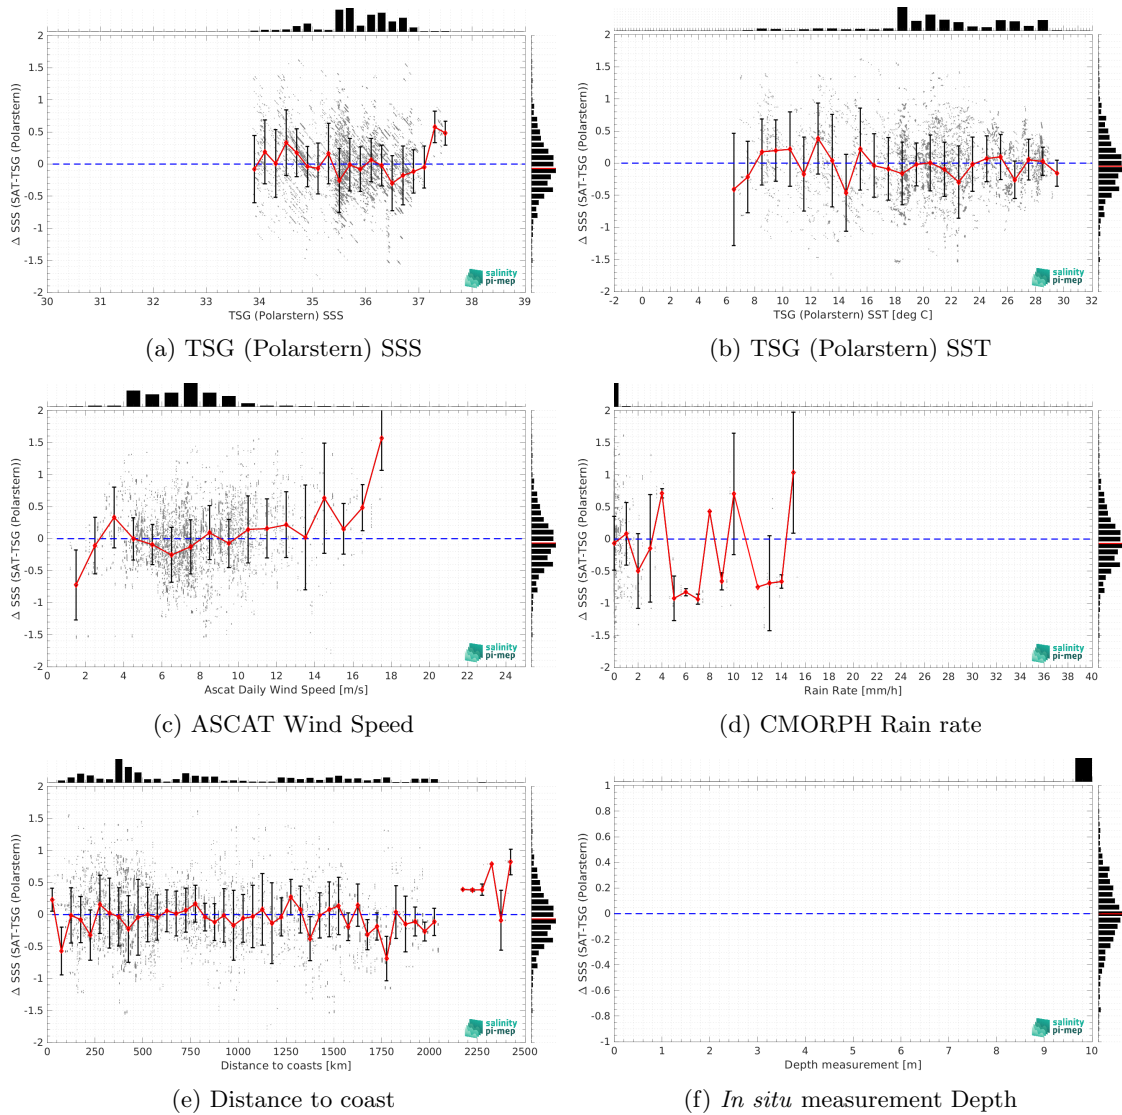 2
1.5
1
0.5
0
-0.5
-1
-1.5
-2
Δ SSS (SAT-TSG (Polarstern))
30 31 32 33 34 35 36 37 38 39
TSG (Polarstern) SSS
salinity
pi-mep
(a) TSG (Polarstern) SSS
2
1.5
1
0.5
0
-0.5
-1
-1.5
-2
Δ SSS (SAT-TSG (Polarstern))
-2 0 2 4 6 8 10 12 14 16 18 20 22 24 26 28 30 32
TSG (Polarstern) SST [deg C]
salinity
pi-mep
(b) TSG (Polarstern) SST
2
1.5
1
0.5
0
-0.5
-1
-1.5
-2
Δ SSS (SAT-TSG (Polarstern))
0 2 4 6 8 10 12 14 16 18 20 22 24
Ascat Daily Wind Speed [m/s]
salinity
pi-mep
(c) ASCAT Wind Speed
2
1.5
1
0.5
0
-0.5
-1
-1.5
-2
Δ SSS (SAT-TSG (Polarstern))
0 2 4 6 8 10 12 14 16 18 20 22 24 26 28 30 32 34 36 38 40
Rain Rate [mm/h]
salinity
pi-mep
(d) CMORPH Rain rate
2
1.5
1
0.5
0
-0.5
-1
-1.5
-2
Δ SSS (SAT-TSG (Polarstern))
0 250 500 750 1000 1250 1500 1750 2000 2250 2500
Distance to coasts [km]
salinity
pi-mep
(e) Distance to coast
1
0.8
0.6
0.4
0.2
0
-0.2
-0.4
-0.6
-0.8
-1
Δ SSS (SAT-TSG (Polarstern))
0 1 2 3 4 5 6 7 8 9 10
Depth measurement [m]
salinity
pi-mep
(f) In situ measurement Depth